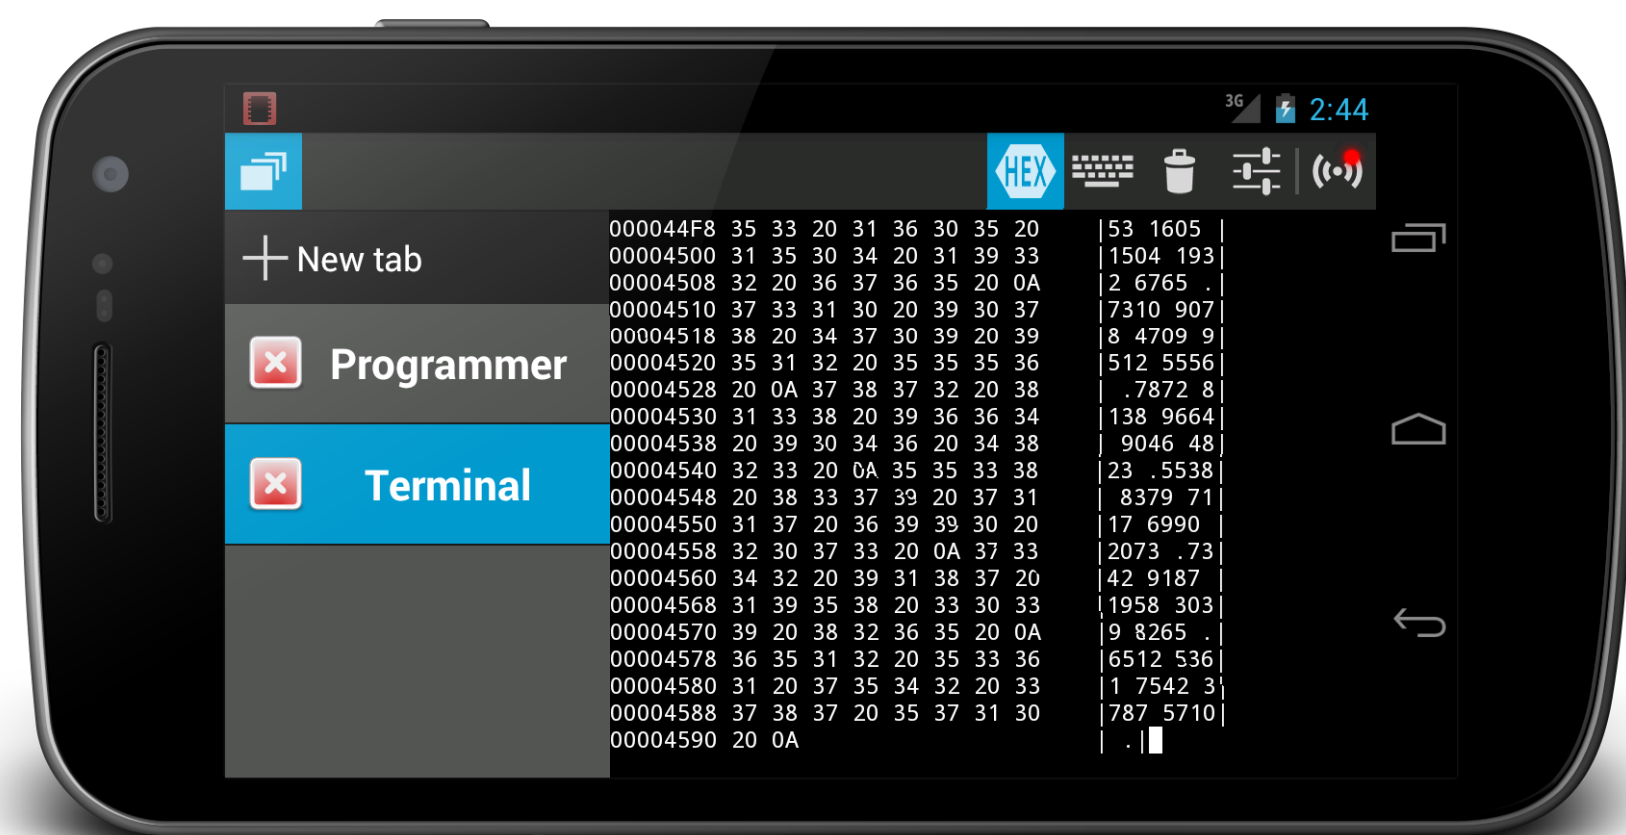 3G 2:44
HEX
New tab
Programmer
Terminal
000044F8 35 33 20 31 36 30 35 20 |53 1605 |
00004500 31 35 30 34 20 31 39 33 |1504 193|
00004508 32 20 36 37 36 35 20 0A |2 6765 .|
00004510 37 33 31 30 20 39 30 37 |7310 907|
00004518 38 20 34 37 30 39 20 39 |8 4709 9|
00004520 35 31 32 20 35 35 35 36 |512 5556|
00004528 20 0A 37 38 37 32 20 38 | .7872 8|
00004530 31 33 38 20 39 36 36 34 |138 9664|
00004538 20 39 30 34 36 20 34 38 | 9046 48|
00004540 32 33 20 0A 35 35 33 38 |23 .5538|
00004548 20 38 33 37 39 20 37 31 | 8379 71|
00004550 31 37 20 36 39 39 30 20 |17 6990 |
00004558 32 30 37 33 20 0A 37 33 |2073 .73|
00004560 34 32 20 39 31 38 37 20 |42 9187 |
00004568 31 39 35 38 20 33 30 33 |1958 303|
00004570 39 20 38 32 36 35 20 0A |9 8265 .|
00004578 36 35 31 32 20 35 33 36 |6512 536|
00004580 31 20 37 35 34 32 20 33 |1 7542 3|
00004588 37 38 37 20 35 37 31 30 |787 5710|
00004590 20 0A | .|